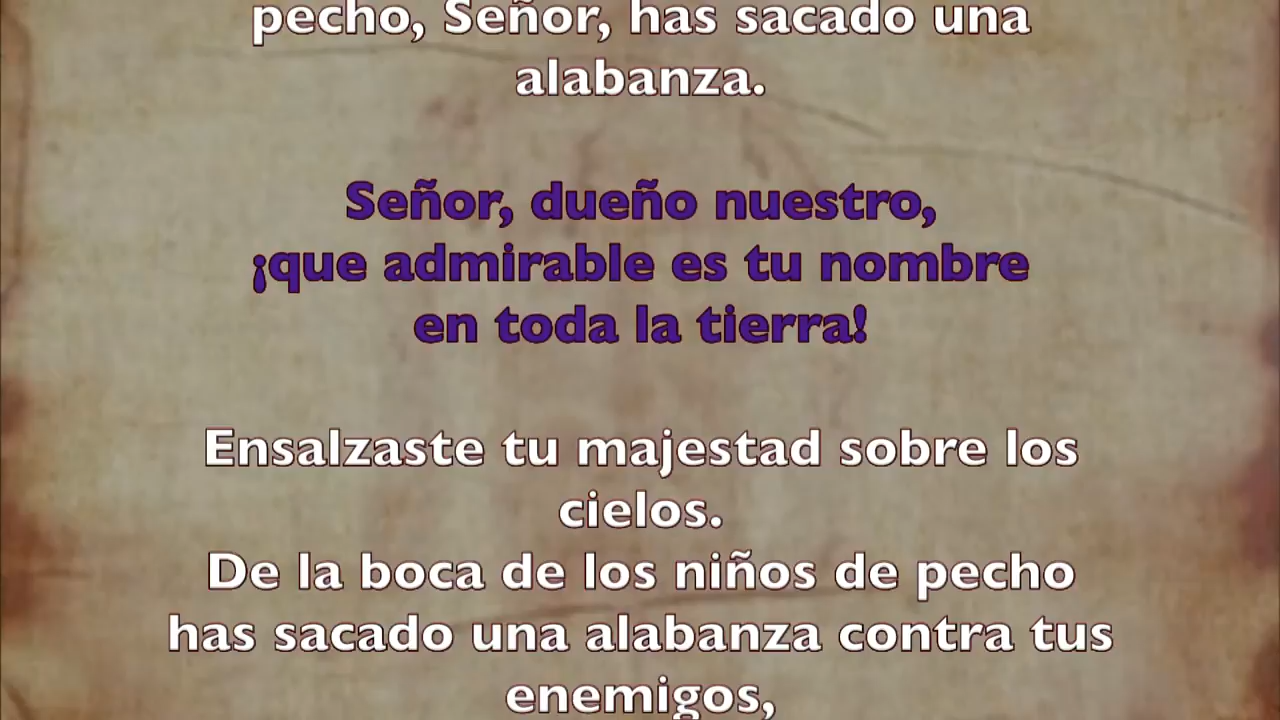 pecho, Señor, has sacado una
alabanza.
Señor, dueño nuestro,
¡que admirable es tu nombre
en toda la tierra!
Ensalzaste tu majestad sobre los
cielos.
De la boca de los niños de pecho
has sacado una alabanza contra tus
enemigos,